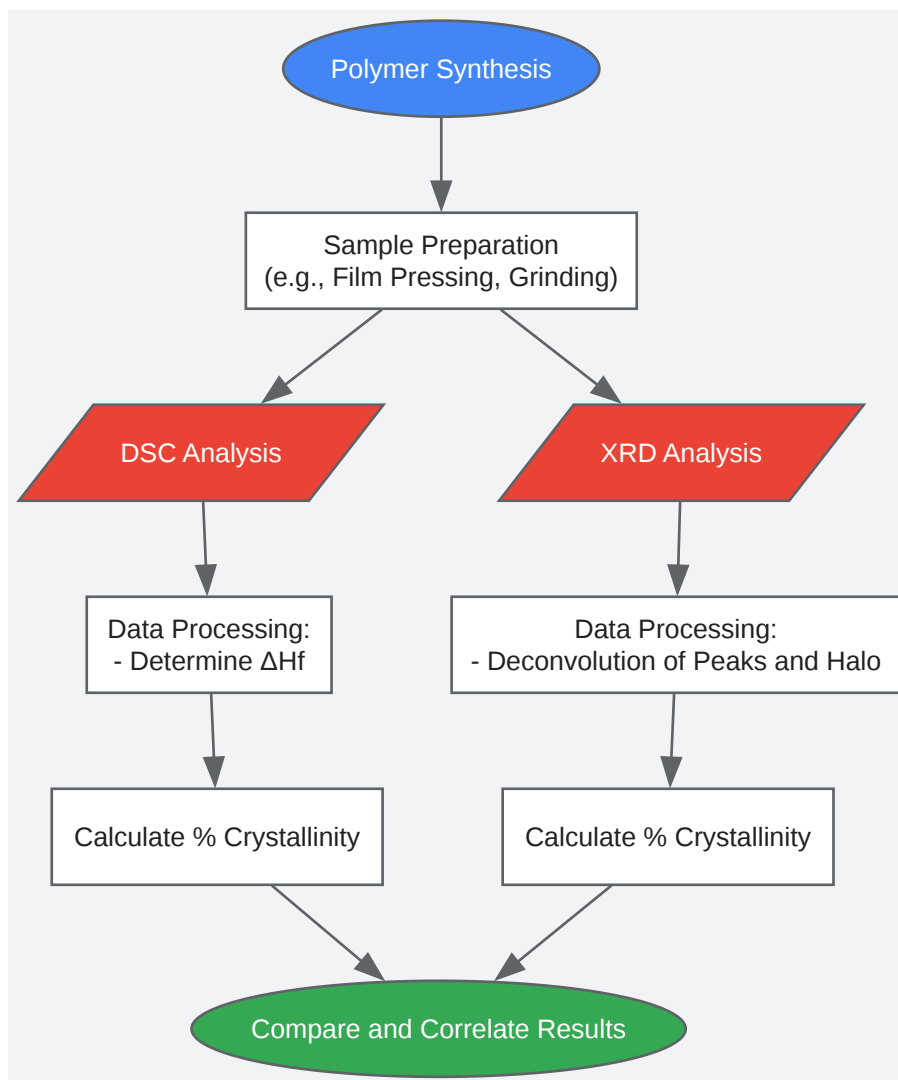 Polymer Synthesis
Sample Preparation
(e.g., Film Pressing, Grinding)
DSC Analysis
XRD Analysis
Data Processing:
- Determine ΔHf
Data Processing:
- Deconvolution of Peaks and Halo
Calculate % Crystallinity
Calculate % Crystallinity
Compare and Correlate Results